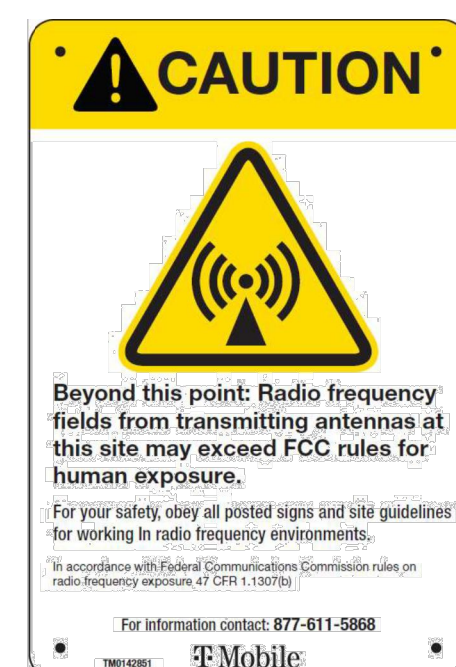 CAUTION
Beyond this point: Radio frequency
fields from transmitting antennas at
this site may exceed FCC rules for
human exposure.
For your safety, obey all posted signs and site guidelines
for working In radio frequency environments.
In accordance with Federal Communications Commission rules on
radio frequency exposure 47 CFR 1.1307(b)
For information contact: 877-611-5868
TM0142851
T Mobile